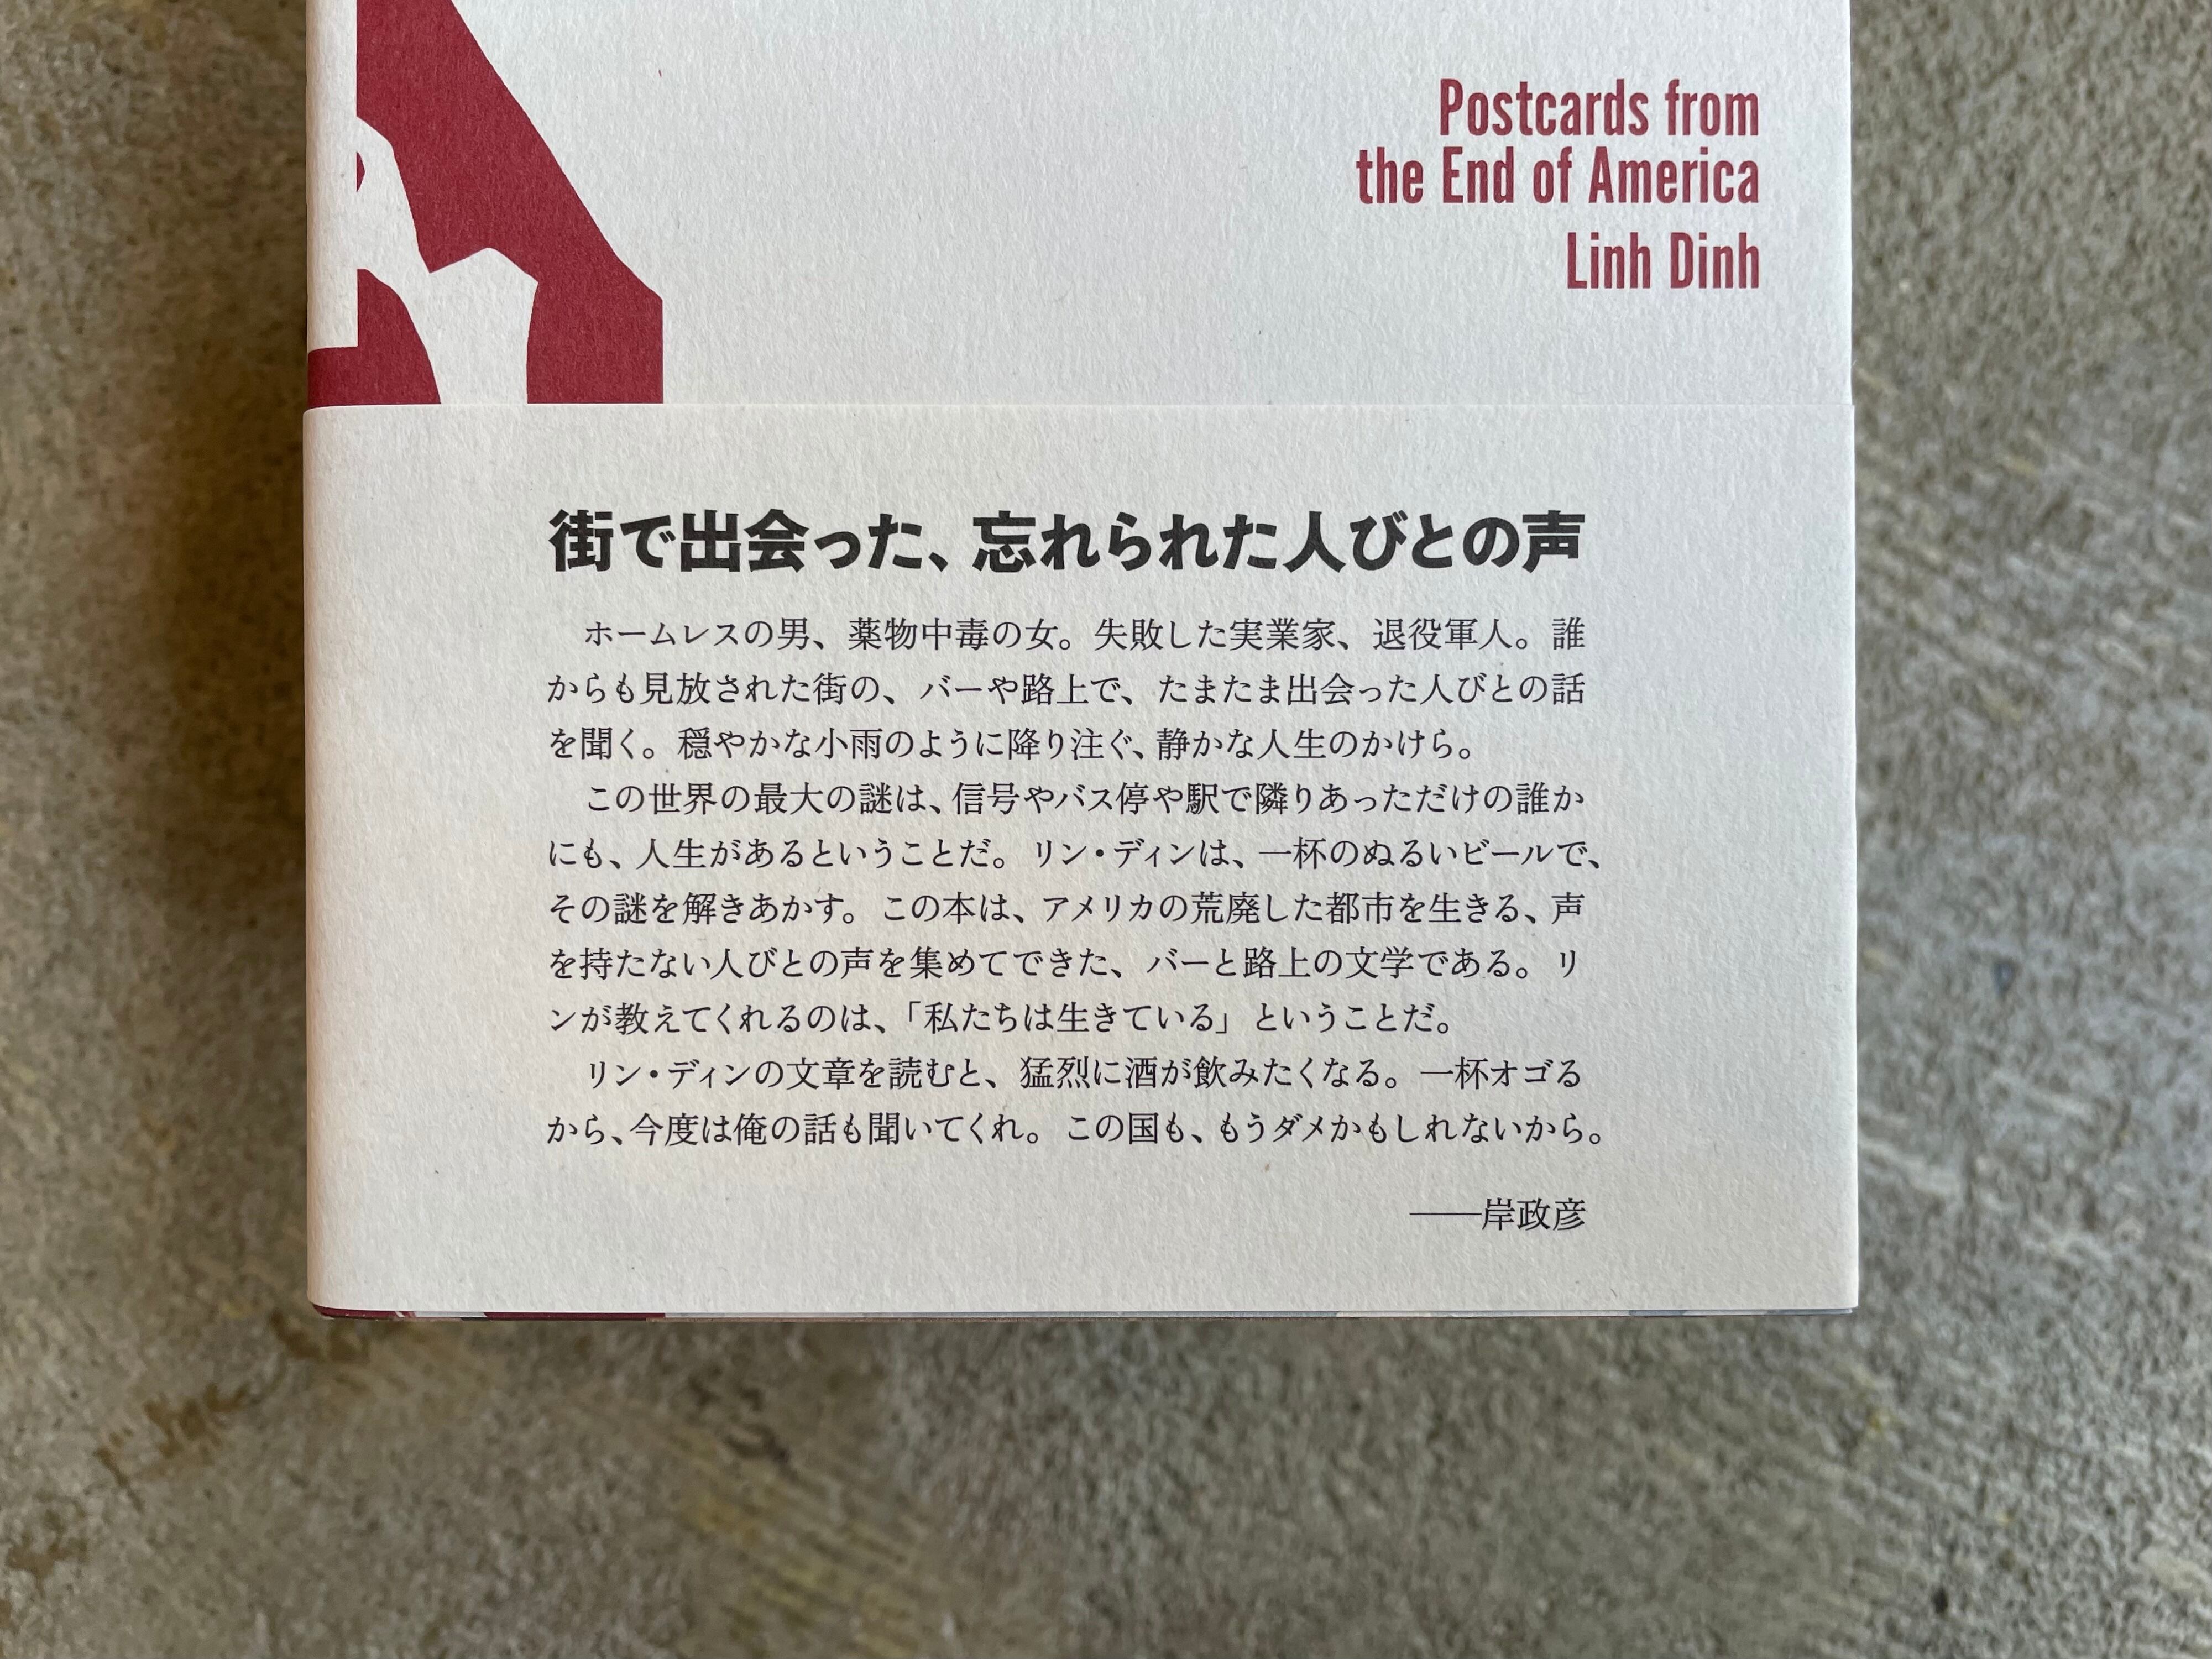 Postcards from
the End of America
Linh Dinh
街で出会った、忘れられた人びとの声
ホームレスの男、薬物中毒の女。失敗した実業家、退役軍人。誰
からも見放された街の、バーや路上で、たまたま出会った人びとの話
を聞く。穏やかな小雨のように降り注ぐ、静かな人生のかけら。
この世界の最大の謎は、信号やバス停や駅で隣りあっただけの誰か
にも、人生があるということだ。リン・ディンは、一杯のぬるいビールで、
その謎を解きあかす。この本は、アメリカの荒廃した都市を生きる、声
を持たない人びとの声を集めてできた、バーと路上の文学である。リ
ンが教えてくれるのは、「私たちは生きている」ということだ。
リン・ディンの文章を読むと、猛烈に酒が飲みたくなる。一杯オゴる
から、今度は俺の話も聞いてくれ。この国も、もうダメかもしれないから。
——岸政彦